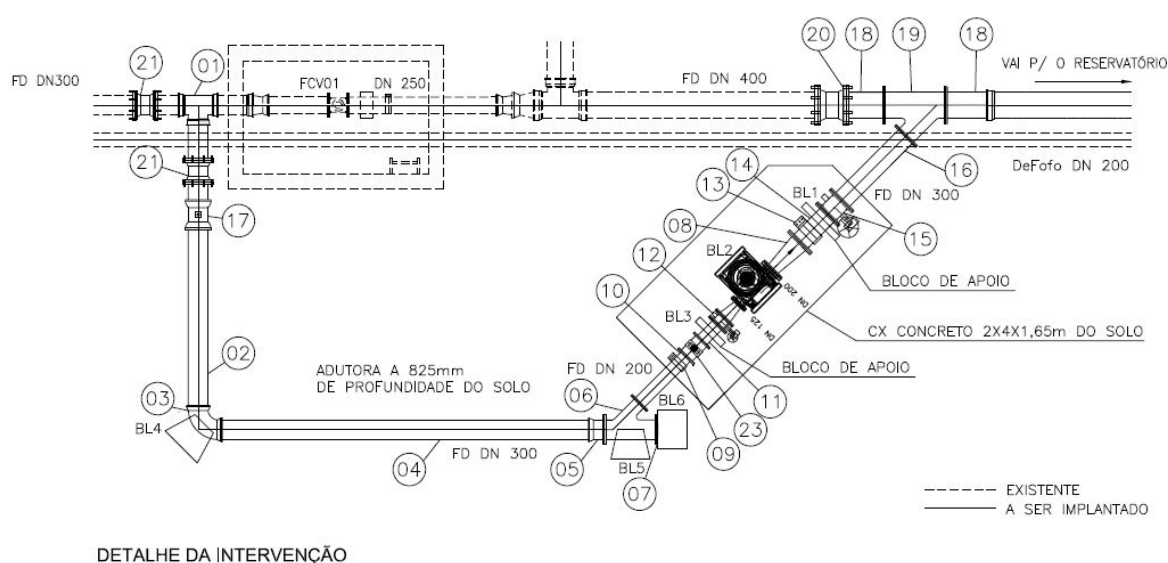 FD DN300
21
01
FCV01
DN 250
FD DN 400
20
18
19
18
VAI P/ O RESERVATÓRIO
21
17
DeFoFo DN 200
16
FD DN 300
14
BL1
13
15
08
12
BL2
BLOCO DE APOIO
DN 200
10
BL3
DN 125
CX CONCRETO 2X4X1,65m DO SOLO
02
ADUTORA A 825mm
DE PROFUNDIDADE DO SOLO
FD DN 200
BLOCO DE APOIO
03
06
BL6
11
BL4
23
09
04
FD DN 300
05
BL5
07
EXISTENTE
A SER IMPLANTADO
DETALHE DA INTERVENÇÃO